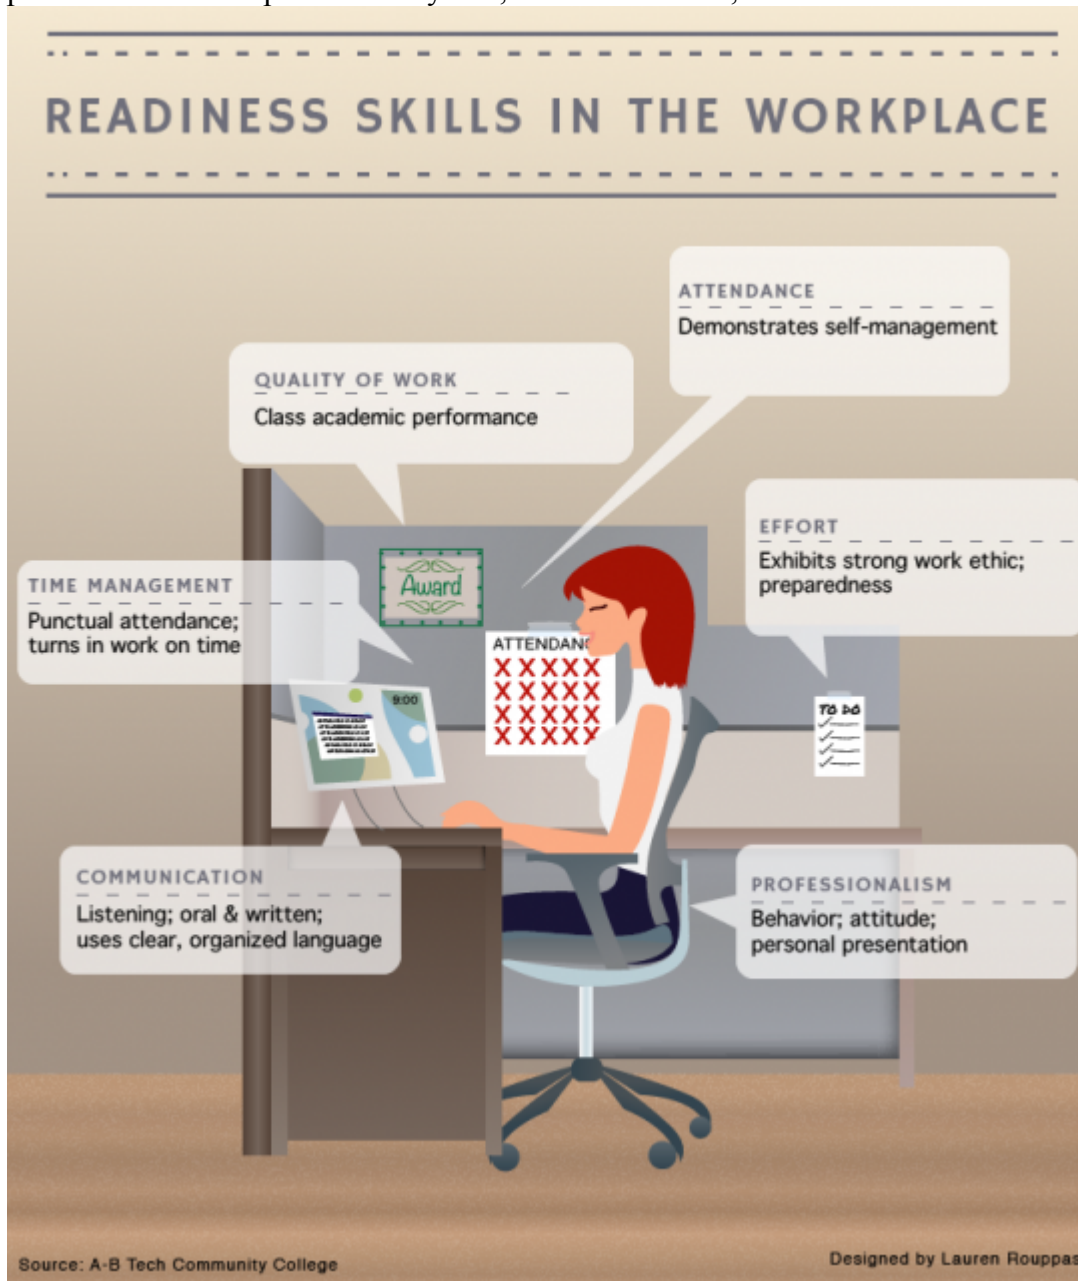 READINESS SKILLS IN THE WORKPLACE
ATTENDANCE
Demonstrates self-management
QUALITY OF WORK
Class academic performance
EFFORT
Exhibits strong work ethic;
preparedness
TIME MANAGEMENT
Punctual attendance;
turns in work on time
Award
ATTENDANC
X X X X X
X X X X X
X X X X X
X X X X X
9:00
TO DO
COMMUNICATION
Listening; oral & written;
uses clear, organized language
PROFESSIONALISM
Behavior; attitude;
personal presentation
Source: A-B Tech Community College
Designed by Lauren Rouppas